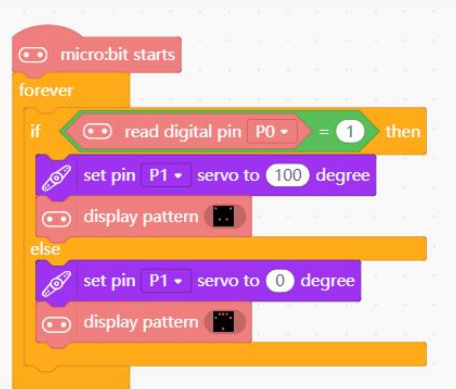 micro:bit starts
forever
if read digital pin P0 = 1 then
set pin P1 servo to 100 degree
display pattern
else
set pin P1 servo to 0 degree
display pattern